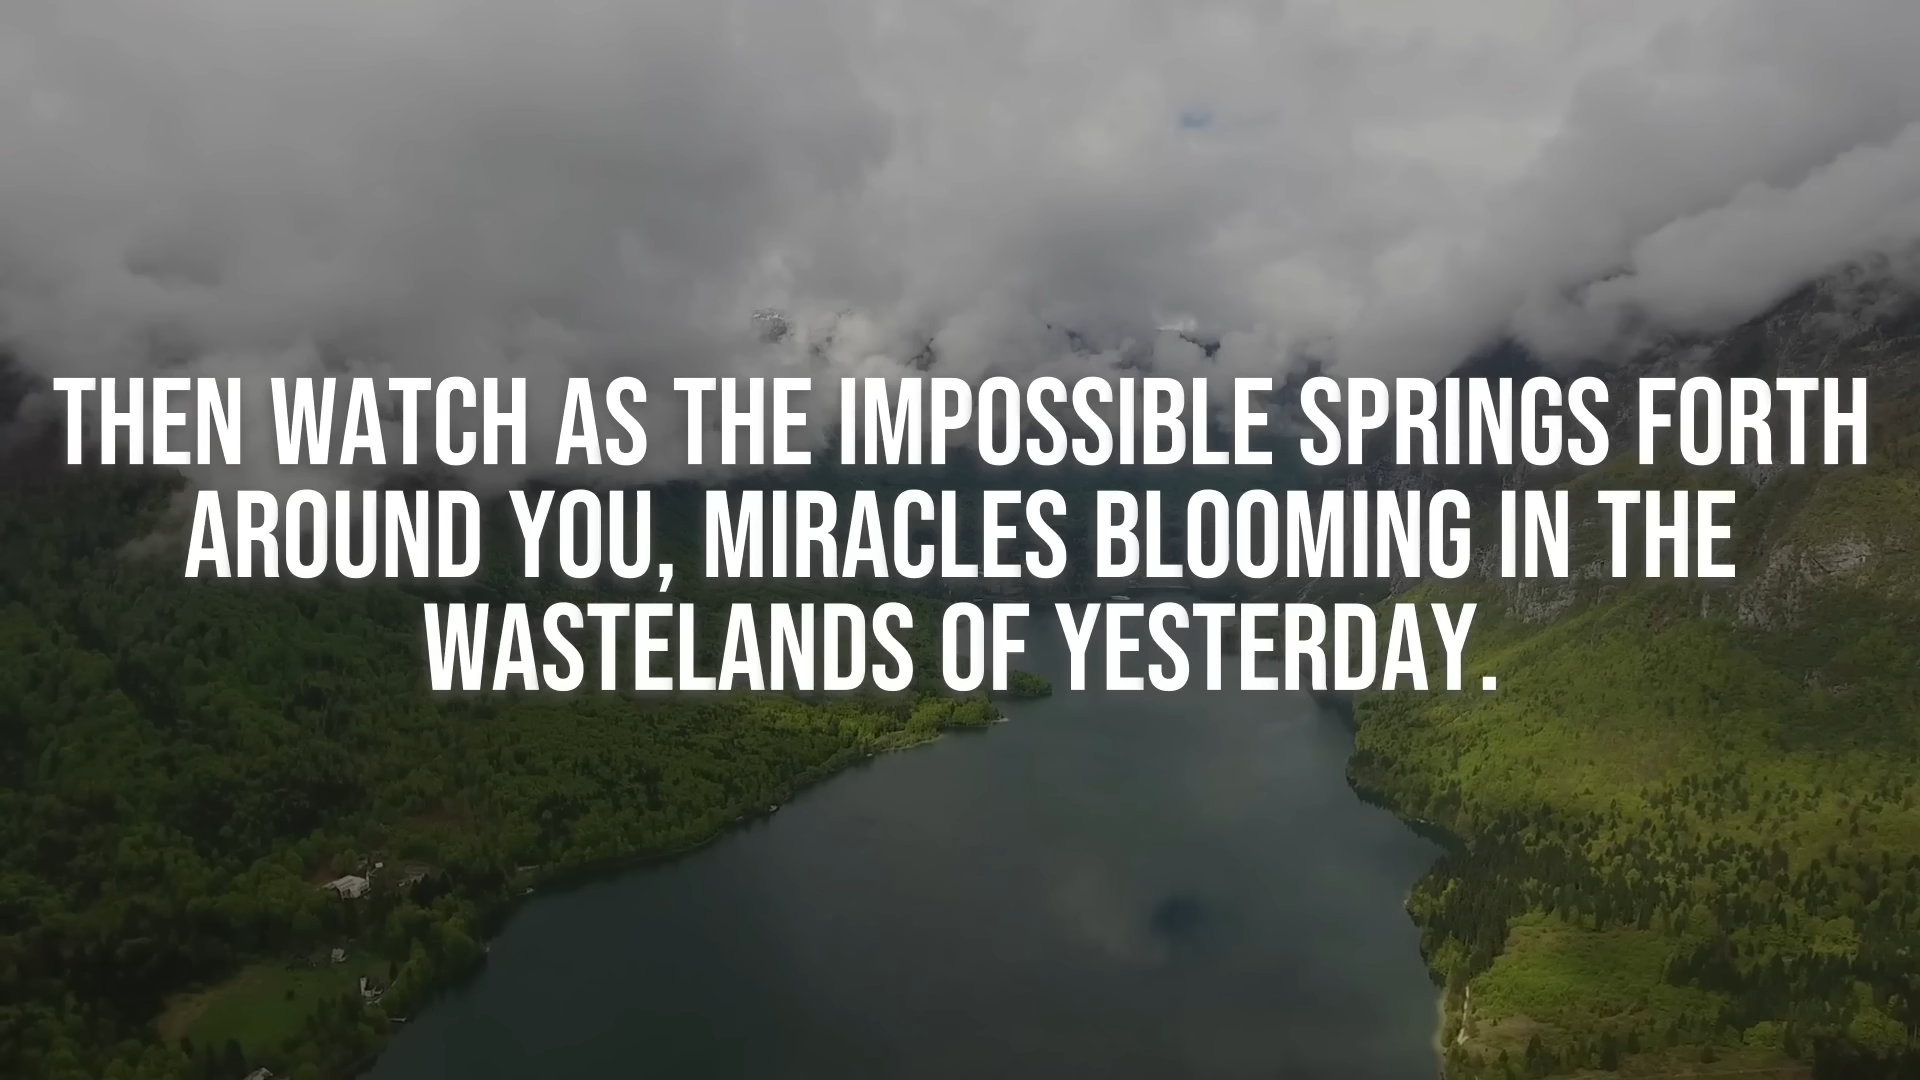 THEN WATCH AS THE IMPOSSIBLE SPRINGS FORTH
AROUND YOU, MIRACLES BLOOMING IN THE
WASTELANDS OF YESTERDAY.